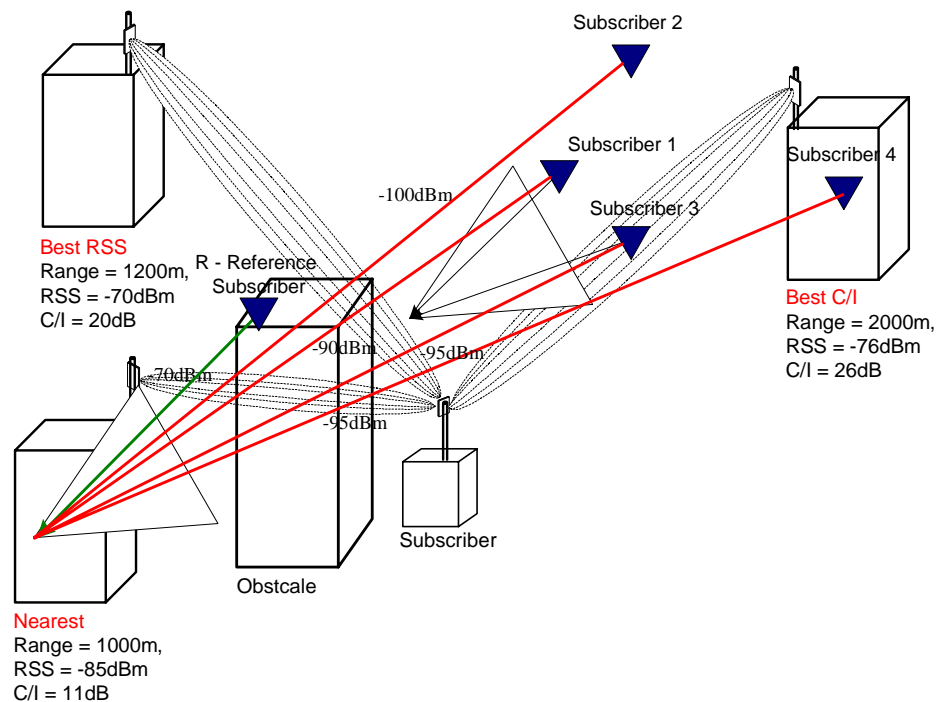 Subscriber 2
Subscriber 1
Subscriber 4
-100dBm
Subscriber 3
Best RSS
Range = 1200m,
RSS = -70dBm
C/I = 20dB
R - Reference
Subscriber
Best C/I
Range = 2000m,
RSS = -76dBm
C/I = 26dB
-90dBm
-95dBm
-70dBm
-95dBm
Subscriber
Obstcale
Nearest
Range = 1000m,
RSS = -85dBm
C/I = 11dB